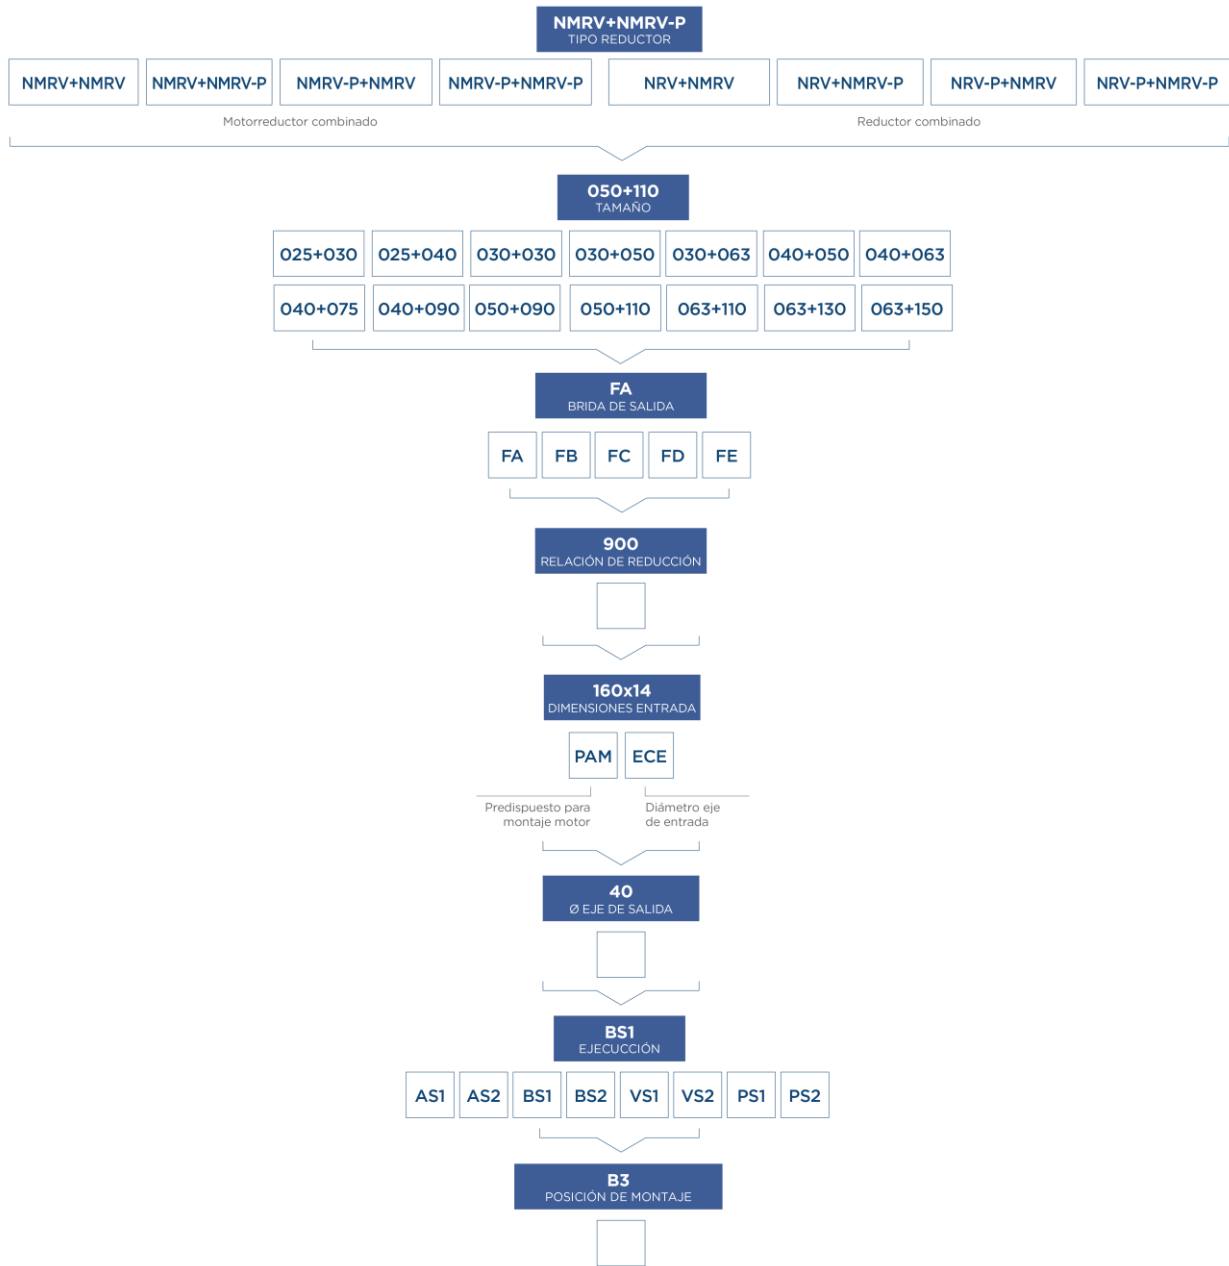 NMRV+NMRV-P
TIPO REDUCTOR
NMRV+NMRV NMRV+NMRV-P NMRV-P+NMRV NMRV-P+NMRV-P NRV+NMRV NRV+NMRV-P NRV-P+NMRV NRV-P+NMRV-P
Motorreductor combinado Reductor combinado
050+110
TAMAÑO
025+030 025+040 030+030 030+050 030+063 040+050 040+063
040+075 040+090 050+090 050+110 063+110 063+130 063+150
FA
BRIDA DE SALIDA
FA FB FC FD FE
900
RELACIÓN DE REDUCCIÓN
160x14
DIMENSIONES ENTRADA
PAM ECE
Predispuesto para Diámetro eje
montaje motor de entrada
40
Ø EJE DE SALIDA
BS1
EJECUCCIÓN
AS1 AS2 BS1 BS2 VS1 VS2 PS1 PS2
B3
POSICIÓN DE MONTAJE